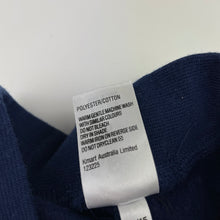 POLYESTER/COTTON
WARM GENTLE MACHINE WASH
WITH SIMILAR COLOURS
DO NOT BLEACH
DRY IN SHADE
WARM IRON ON REVERSE SIDE
DO NOT DRYCLEAN
Kmart Australia Limited
123225